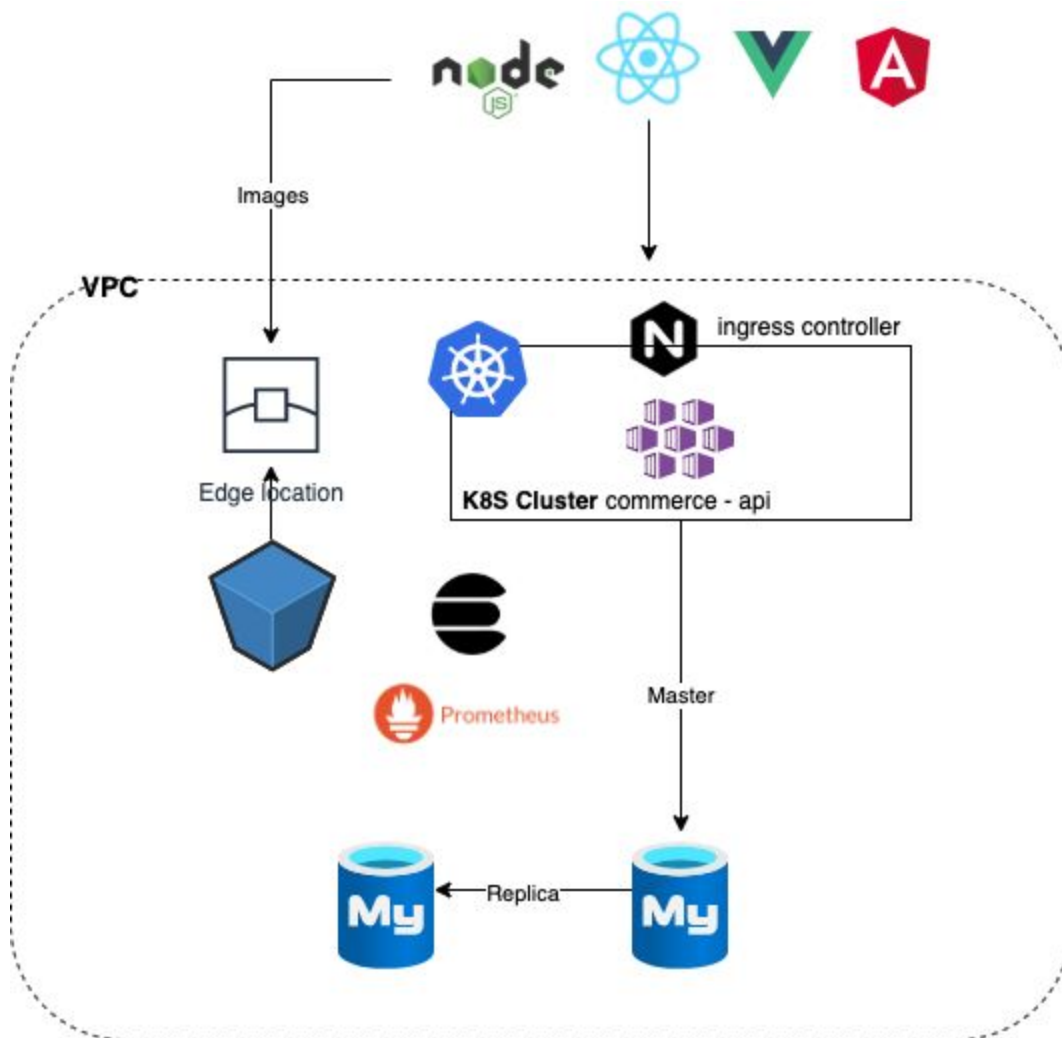 node
JS
A
Images
VPC
N
ingress controller
Edge location
K8S Cluster commerce - api
Prometheus
Master
My
Replica
My